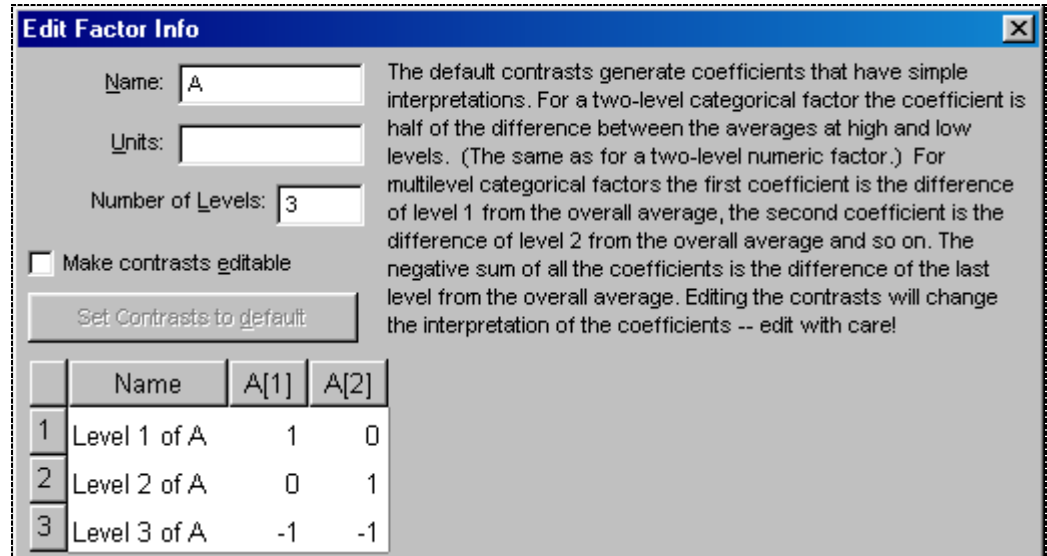 Edit Factor Info
Name: A
Units:
Number of Levels: 3
Make contrasts editable
Set Contrasts to default
The default contrasts generate coefficients that have simple
interpretations. For a two-level categorical factor the coefficient is
half of the difference between the averages at high and low
levels. (The same as for a two-level numeric factor.) For
multilevel categorical factors the first coefficient is the difference
of level 1 from the overall average, the second coefficient is the
difference of level 2 from the overall average and so on. The
negative sum of all the coefficients is the difference of the last
level from the overall average. Editing the contrasts will change
the interpretation of the coefficients -- edit with care!
Name A[1] A[2]
1 Level 1 of A 1 0
2 Level 2 of A 0 1
3 Level 3 of A -1 -1